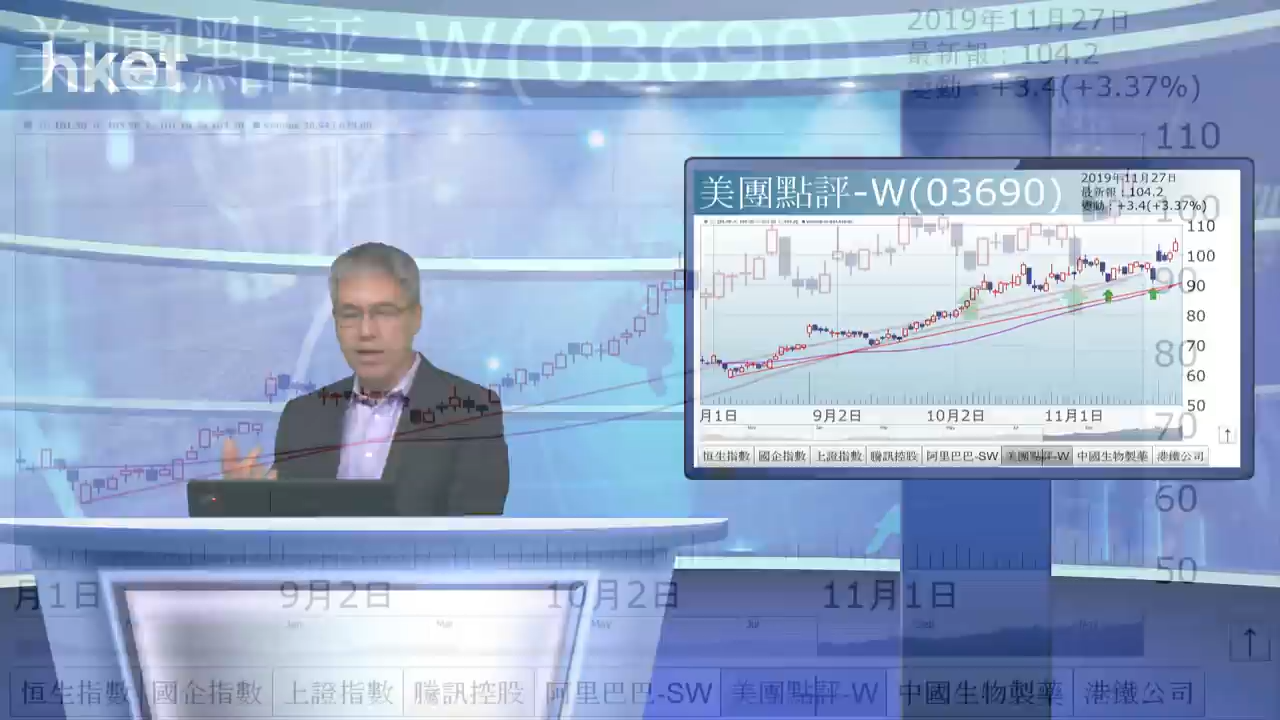 美團點評-W(03690)
hket
2019年11月27日
最新報：104.2
變動：+3.4(+3.37%)
110
100
90
80
70
60
50
月1日
9月2日
10月2日
11月1日
恒生指數
國企指數
上證指數
騰訊控股
阿里巴巴-SW
美團點評-W
中國生物製藥
港鐵公司
美團點評-W(03690)
2019年11月27日
最新報：104.2
變動：+3.4(+3.37%)
110
100
90
80
70
60
50
月1日
9月2日
10月2日
11月1日
恒生指數
國企指數
上證指數
騰訊控股
阿里巴巴-SW
美團點評-W
中國生物製藥
港鐵公司